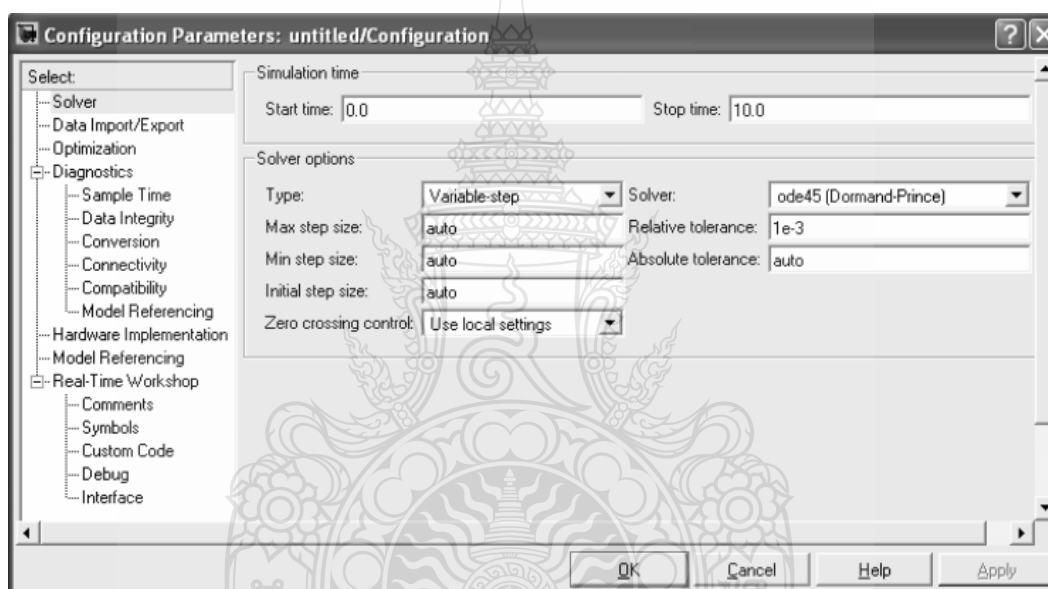 Configuration Parameters: untitled/Configuration
Select:
Solver
Data Import/Export
Optimization
Diagnostics
Sample Time
Data Integrity
Conversion
Connectivity
Compatibility
Model Referencing
Hardware Implementation
Model Referencing
Real-Time Workshop
Comments
Symbols
Custom Code
Debug
Interface
Simulation time
Start time: 0.0 Stop time: 10.0
Solver options
Type: Variable-step Solver: ode45 (Dormand-Prince)
Max step size: auto Relative tolerance: 1e-3
Min step size: auto Absolute tolerance: auto
Initial step size: auto
Zero crossing control: Use local settings
OK Cancel Help Apply